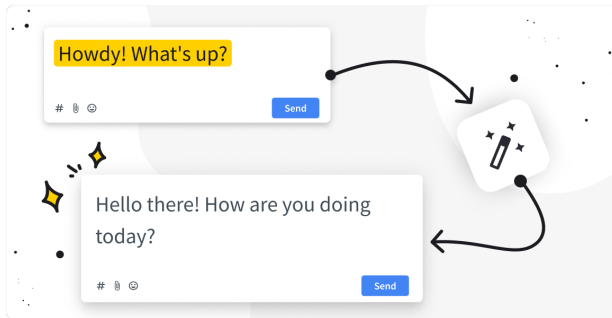 Howdy! What's up?
# Send
Hello there! How are you doing
today?
# Send